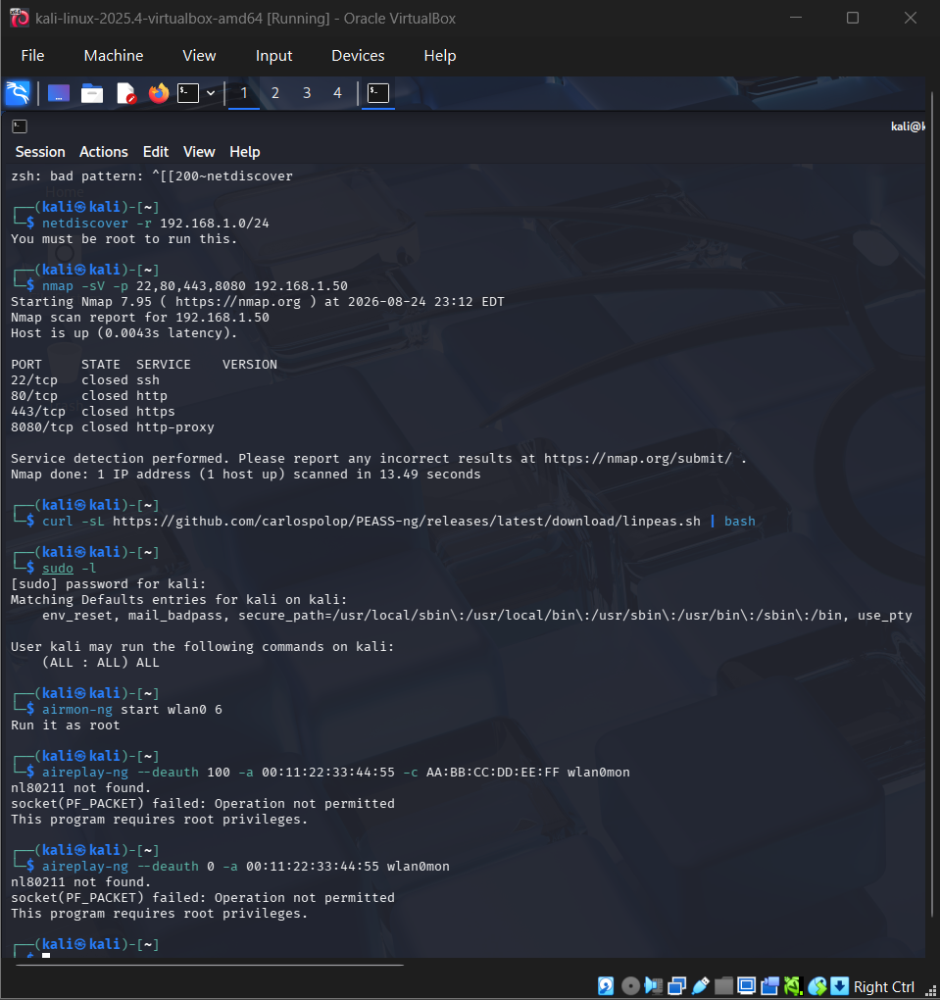 kali-linux-2025.4-virtualbox-amd64 [Running] - Oracle VirtualBox
File Machine View Input Devices Help
1 2 3 4
kali@k
Session Actions Edit View Help
zsh: bad pattern: ^[[200~netdiscover
┌──(kali㉿kali)-[~]
└─$ netdiscover -r 192.168.1.0/24
You must be root to run this.
┌──(kali㉿kali)-[~]
└─$ nmap -sV -p 22,80,443,8080 192.168.1.50
Starting Nmap 7.95 ( https://nmap.org ) at 2026-08-24 23:12 EDT
Nmap scan report for 192.168.1.50
Host is up (0.0043s latency).
PORT     STATE  SERVICE    VERSION
22/tcp   closed ssh
80/tcp   closed http
443/tcp  closed https
8080/tcp closed http-proxy
Service detection performed. Please report any incorrect results at https://nmap.org/submit/ .
Nmap done: 1 IP address (1 host up) scanned in 13.49 seconds
┌──(kali㉿kali)-[~]
└─$ curl -sL https://github.com/carlospolop/PEASS-ng/releases/latest/download/linpeas.sh | bash
┌──(kali㉿kali)-[~]
└─$ sudo -l
[sudo] password for kali:
Matching Defaults entries for kali on kali:
    env_reset, mail_badpass, secure_path=/usr/local/sbin\:/usr/local/bin\:/usr/sbin\:/usr/bin\:/sbin\:/bin, use_pty
User kali may run the following commands on kali:
    (ALL : ALL) ALL
┌──(kali㉿kali)-[~]
└─$ airmon-ng start wlan0 6
Run it as root
┌──(kali㉿kali)-[~]
└─$ aireplay-ng --deauth 100 -a 00:11:22:33:44:55 -c AA:BB:CC:DD:EE:FF wlan0mon
nl80211 not found.
socket(PF_PACKET) failed: Operation not permitted
This program requires root privileges.
┌──(kali㉿kali)-[~]
└─$ aireplay-ng --deauth 0 -a 00:11:22:33:44:55 wlan0mon
nl80211 not found.
socket(PF_PACKET) failed: Operation not permitted
This program requires root privileges.
┌──(kali㉿kali)-[~]
└─$
Right Ctrl